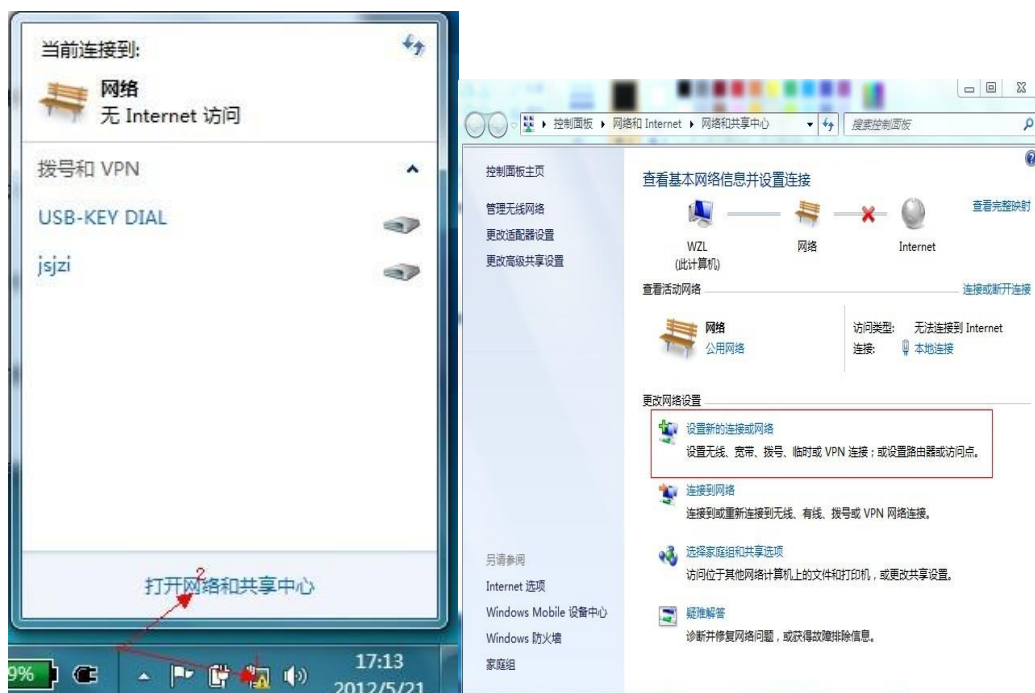 当前连接到:
网络
无 Internet 访问
拨号和 VPN
USB-KEY DIAL
jsjzi
2
打开网络和共享中心
1
9%
17:13
2012/5/21
控制面板 网络和 Internet 网络和共享中心
搜索控制面板
控制面板主页
管理无线网络
更改适配器设置
更改高级共享设置
另请参阅
Internet 选项
Windows Mobile 设备中心
Windows 防火墙
家庭组
查看基本网络信息并设置连接
查看完整映射
WZL
(此计算机)
网络
Internet
查看活动网络
连接或断开连接
网络
公用网络
访问类型: 无法连接到 Internet
连接: 本地连接
更改网络设置
设置新的连接或网络
设置无线、宽带、拨号、临时或 VPN 连接；或设置路由器或访问点。
连接到网络
连接到或重新连接到无线、有线、拨号或 VPN 网络连接。
选择家庭组和共享选项
访问位于其他网络计算机上的文件和打印机，或更改共享设置。
疑难解答
诊断并修复网络问题，或获得故障排除信息。